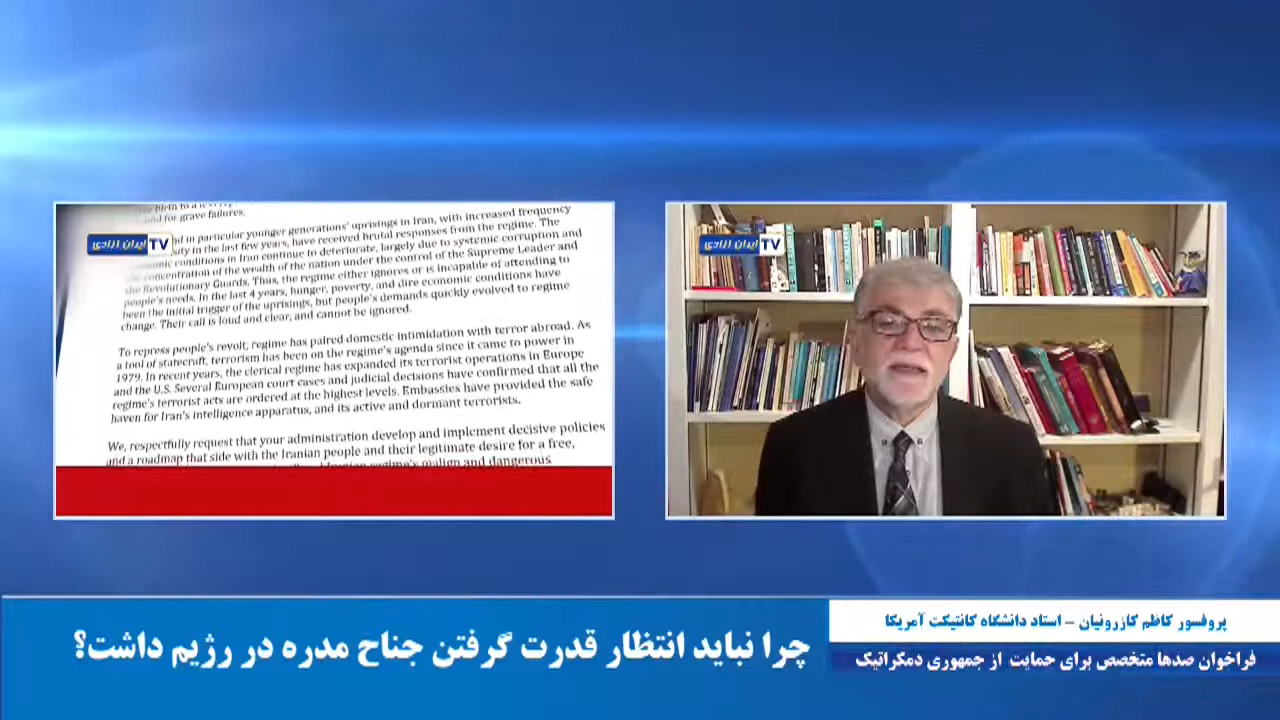 for grave failures.
in particular younger generations' uprisings in Iran, with increased frequency
in the last few years, have received brutal responses from the regime. The
conditions in Iran continue to deteriorate, largely due to systemic corruption and
concentration of the wealth of the nation under the control of the Supreme Leader and
the Revolutionary Guards. Thus, the regime either ignores or is incapable of attending to
people's needs. In the last 4 years, hunger, poverty, and dire economic conditions have
been the initial trigger of the uprisings, but people's demands quickly evolved to regime
change. Their call is loud and clear, and cannot be ignored.
To repress people's revolt, regime has paired domestic intimidation with terror abroad. As
a tool of statecraft, terrorism has been on the regime's agenda since it came to power in
1979. In recent years, the clerical regime has expanded its terrorist operations in Europe
and the U.S. Several European court cases and judicial decisions have confirmed that all the
regime's terrorist acts are ordered at the highest levels. Embassies have provided the safe
haven for Iran's intelligence apparatus, and its active and dormant terrorists.
We, respectfully request that your administration develop and implement decisive policies
and a roadmap that side with the Iranian people and their legitimate desire for a free,
regime's malign and dangerous
ایران آزادی TV
ایران آزادی TV
پروفسور کاظم کازرونیان – استاد دانشگاه کانتیکت آمریکا
فراخوان صدها متخصص برای حمایت از جمهوری دمکراتیک
چرا نباید انتظار قدرت گرفتن جناح مدره در رژیم داشت؟